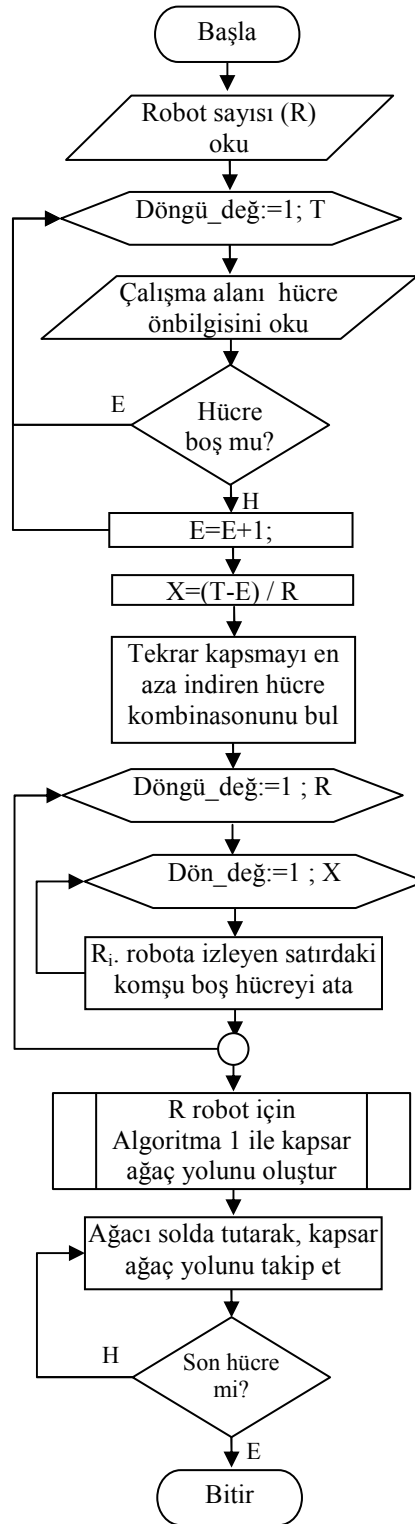 Başla
Robot sayısı (R)
oku
Döngü_değ:=1; T
Çalışma alanı hücre
önbilgisini oku
E
Hücre
boş mu?
H
E=E+1;
X=(T-E) / R
Tekrar kapsmayı en
aza indiren hücre
kombinasonunu bul
Döngü_değ:=1 ; R
Dön_değ:=1 ; X
Rᵢ. robota izleyen satırdaki
komşu boş hücreyi ata
R robot için
Algoritma 1 ile kapsar
ağaç yolunu oluştur
Ağacı solda tutarak, kapsar
ağaç yolunu takip et
H
Son hücre
mi?
E
Bitir